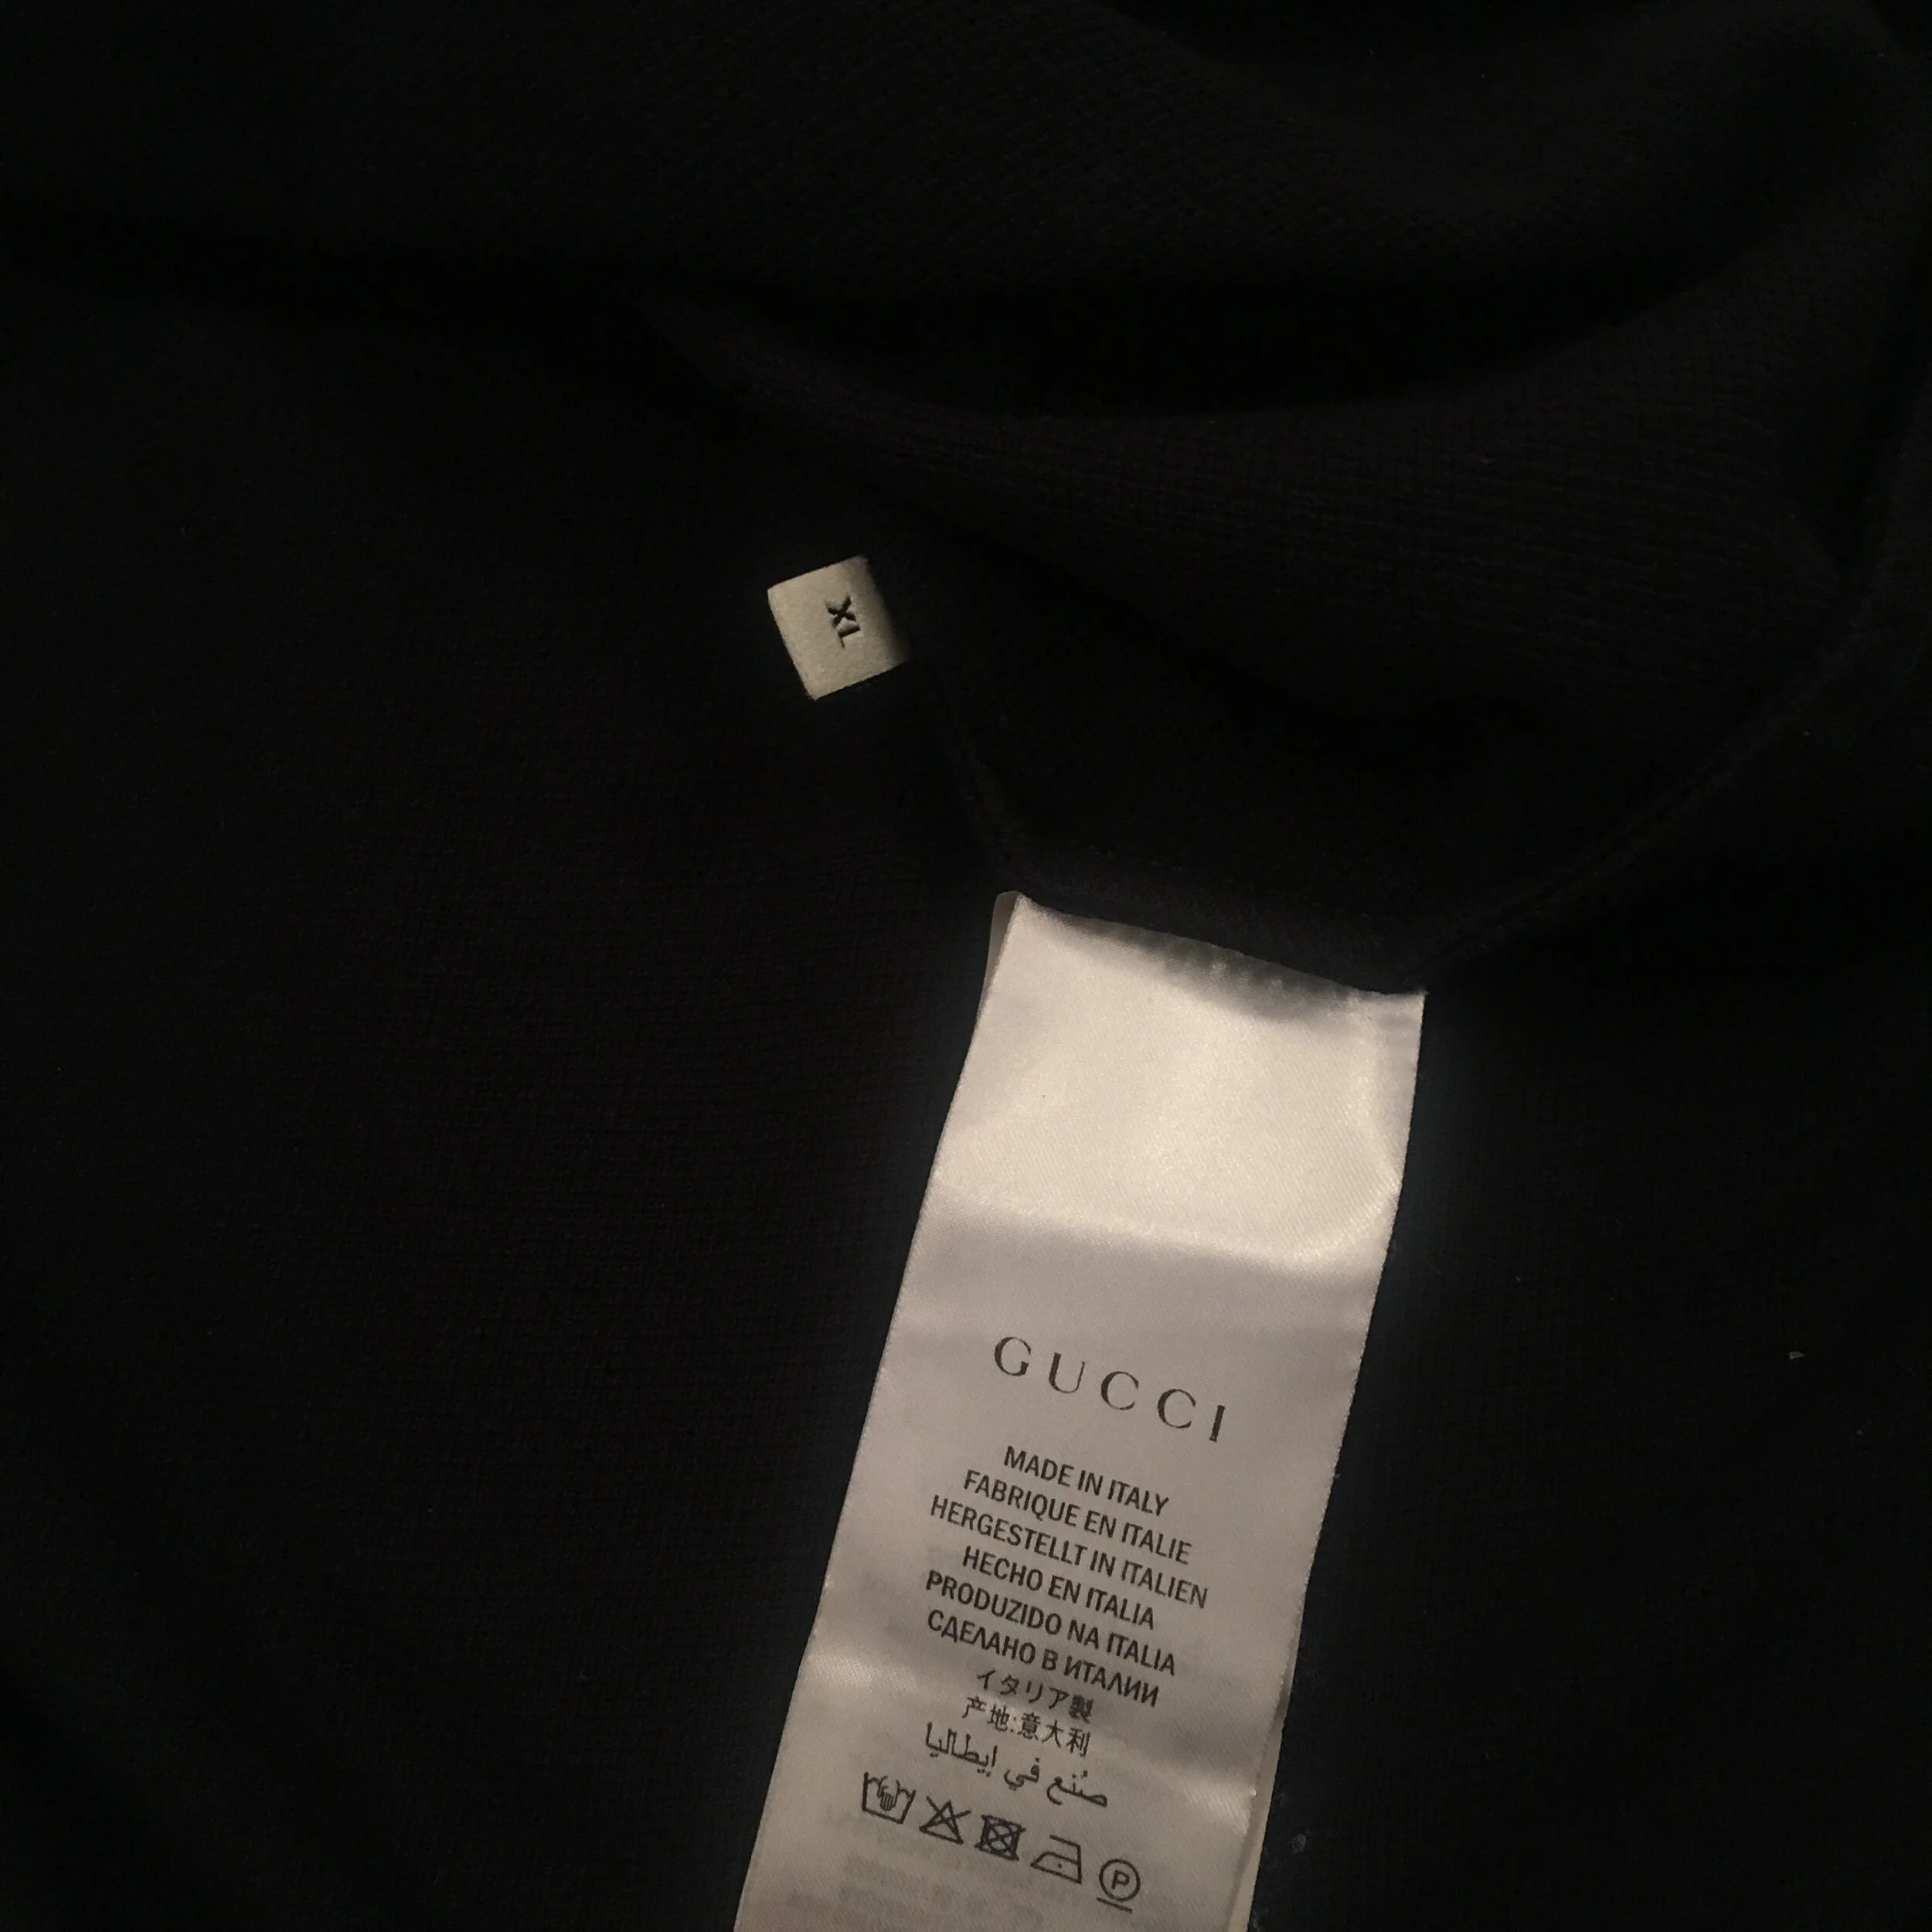 XL
GUCCI
MADE IN ITALY
FABRIQUE EN ITALIE
HERGESTELLT IN ITALIEN
HECHO EN ITALIA
PRODUZIDO NA ITALIA
СДЕЛАНО В ИТАЛИИ
イタリア製
产地:意大利
صُنع في إيطاليا
P